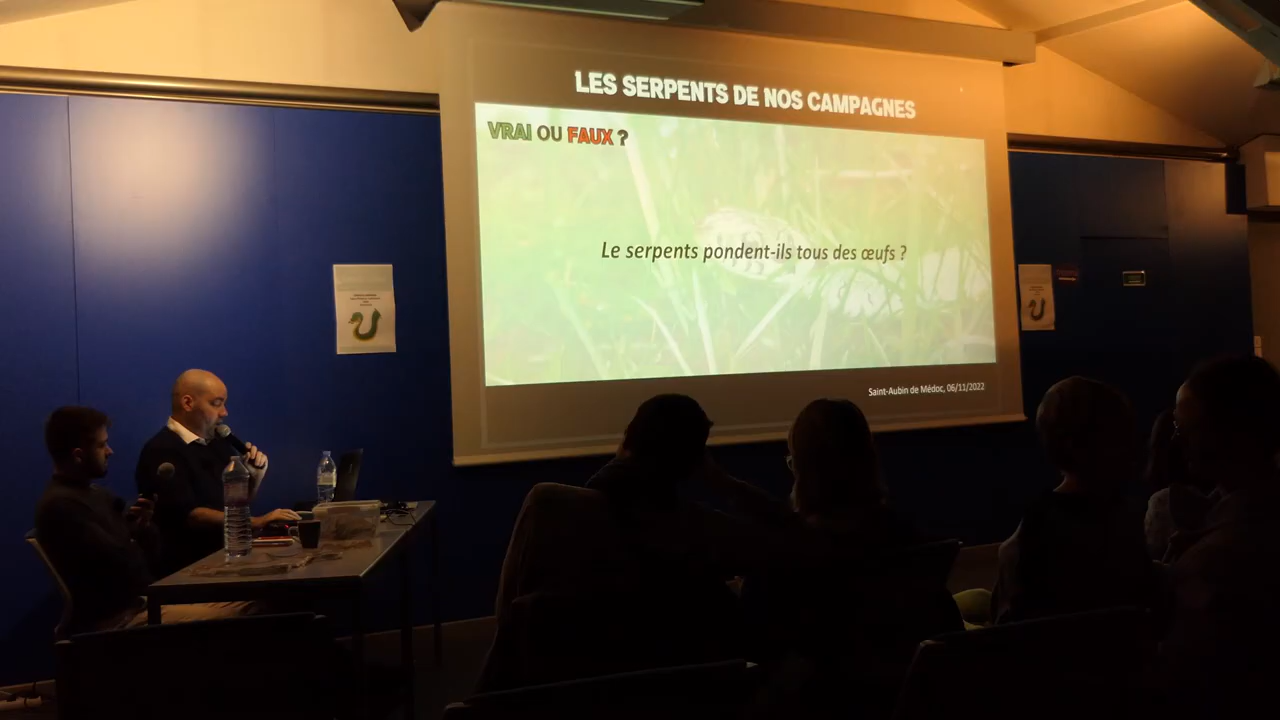 LES SERPENTS DE NOS CAMPAGNES
VRAI OU FAUX ?
Le serpents pondent-ils tous des œufs ?
Saint-Aubin de Médoc, 06/11/2022